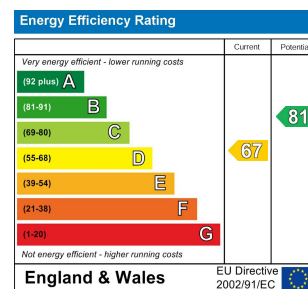 Energy Efficiency Rating
Current
Potentia
Very energy efficient - lower running costs
(92 plus) A
(81-91) B
81
(69-80) C
(55-68) D
67
(39-54) E
(21-38) F
(1-20) G
Not energy efficient - higher running costs
England & Wales
EU Directive
2002/91/EC